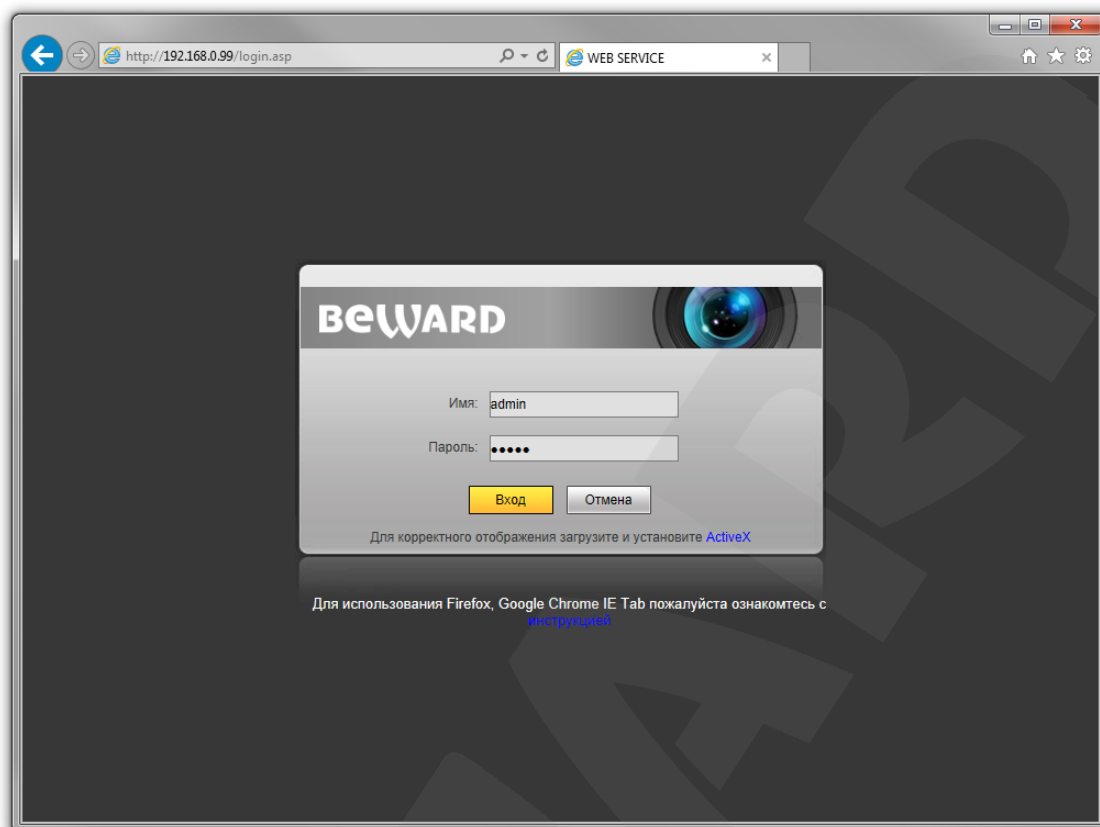 http://192.168.0.99/login.asp
WEB SERVICE
BEWARD
Имя: admin
Пароль: •••••
Вход Отмена
Для корректного отображения загрузите и установите ActiveX
Для использования Firefox, Google Chrome IE Tab пожалуйста ознакомтесь с
инструкцией